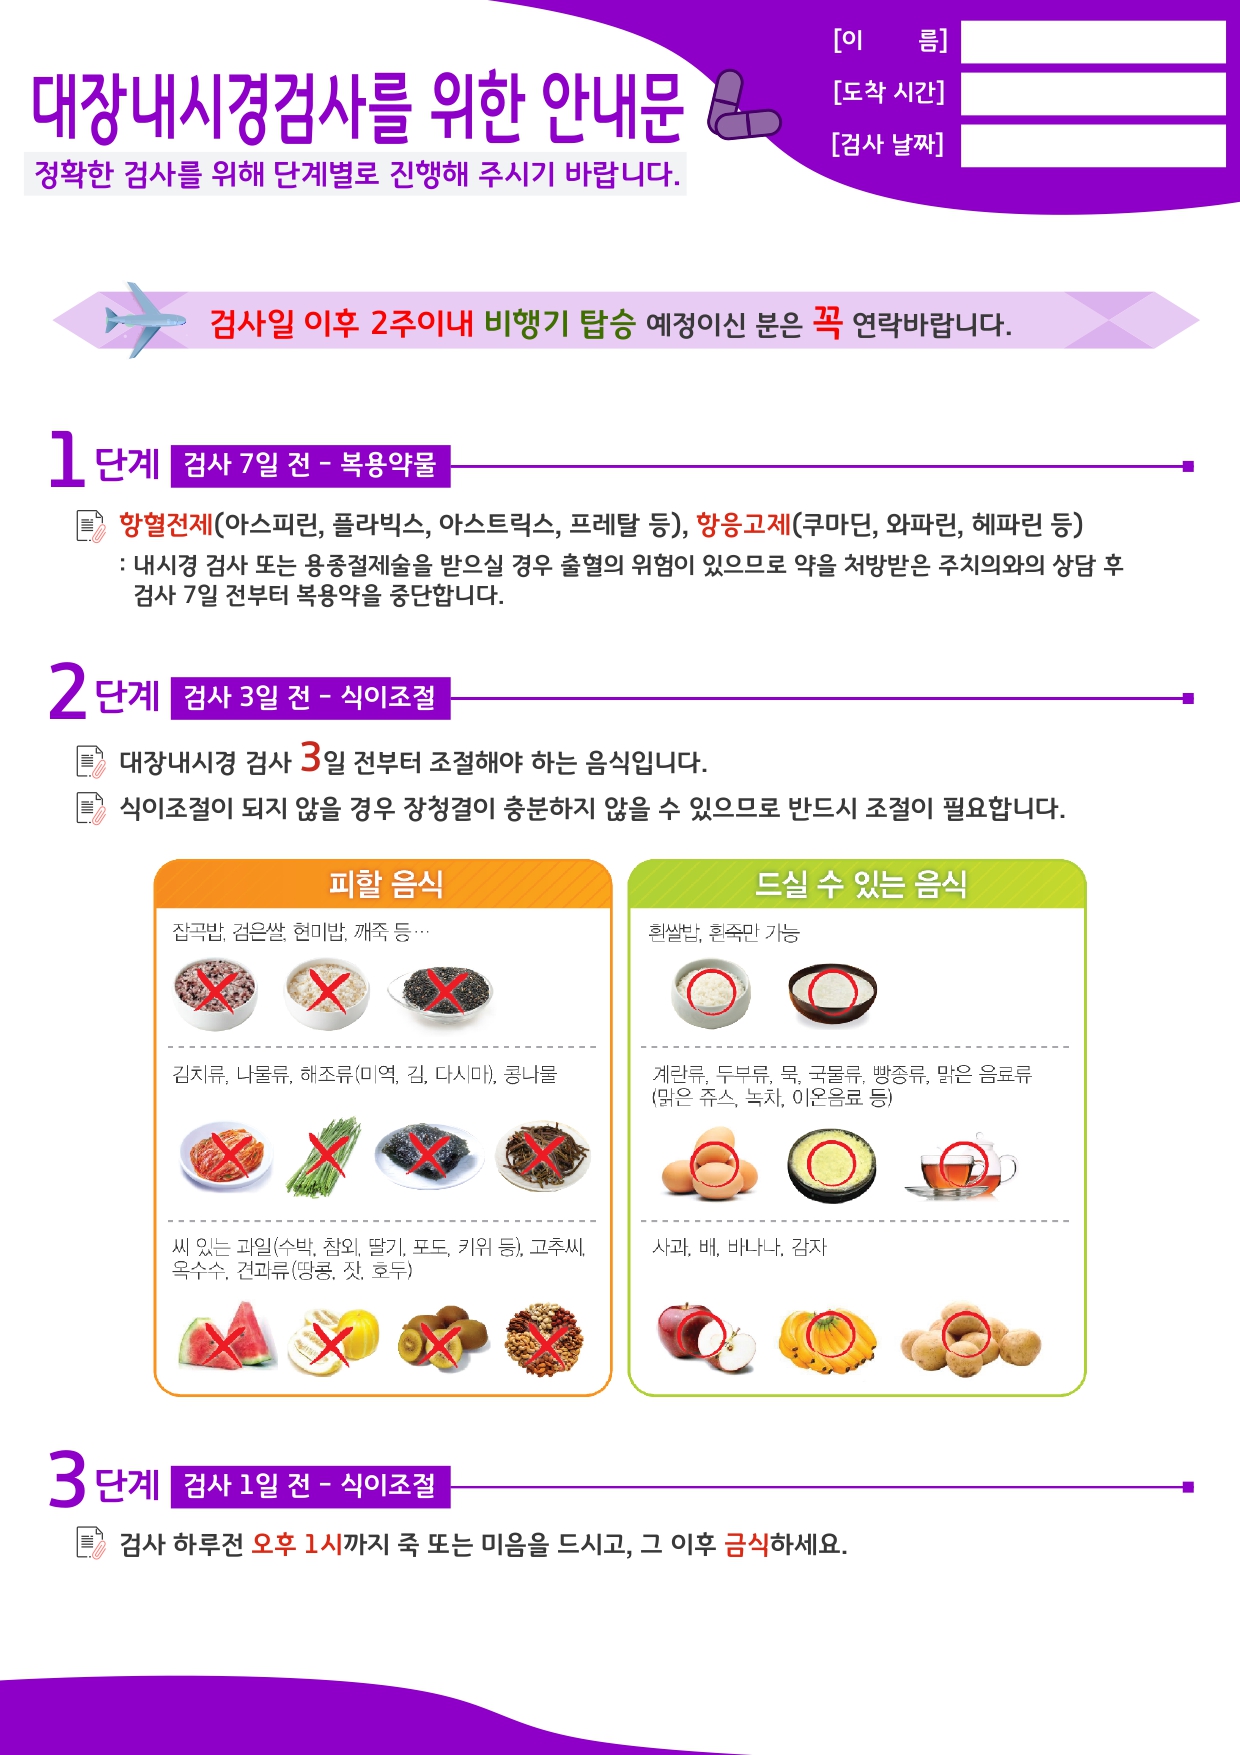 대장내시경검사를 위한 안내문
정확한 검사를 위해 단계별로 진행해 주시기 바랍니다.
[이 름]
[도착 시간]
[검사 날짜]
검사일 이후 2주이내 비행기 탑승 예정이신 분은 꼭 연락바랍니다.
1단계 검사 7일 전 - 복용약물
항혈전제(아스피린, 플라빅스, 아스트릭스, 프레탈 등), 항응고제(쿠마딘, 와파린, 헤파린 등)
: 내시경 검사 또는 용종절제술을 받으실 경우 출혈의 위험이 있으므로 약을 처방받은 주치의와의 상담 후
검사 7일 전부터 복용약을 중단합니다.
2단계 검사 3일 전 - 식이조절
대장내시경 검사 3일 전부터 조절해야 하는 음식입니다.
식이조절이 되지 않을 경우 장청결이 충분하지 않을 수 있으므로 반드시 조절이 필요합니다.
피할 음식
잡곡밥, 검은쌀, 현미밥, 깨죽 등…
김치류, 나물류, 해조류(미역, 김, 다시마), 콩나물
씨 있는 과일(수박, 참외, 딸기, 포도, 키위 등), 고추씨,
옥수수, 견과류(땅콩, 잣, 호두)
드실 수 있는 음식
흰쌀밥, 흰죽만 가능
계란류, 두부류, 묵, 국물류, 빵종류, 맑은 음료류
(맑은 쥬스, 녹차, 이온음료 등)
사과, 배, 바나나, 감자
3단계 검사 1일 전 - 식이조절
검사 하루전 오후 1시까지 죽 또는 미음을 드시고, 그 이후 금식하세요.